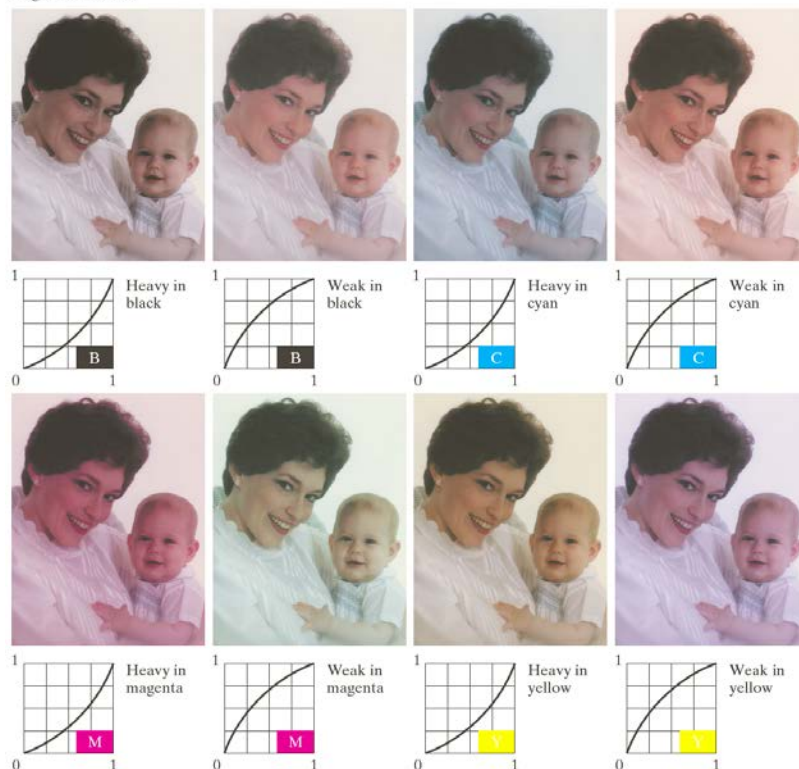 1
Heavy in
black
B
0
1
1
Weak in
black
B
0
1
1
Heavy in
cyan
C
0
1
1
Weak in
cyan
C
0
1
1
Heavy in
magenta
M
0
1
1
Weak in
magenta
M
0
1
1
Heavy in
yellow
Y
0
1
1
Weak in
yellow
Y
0
1